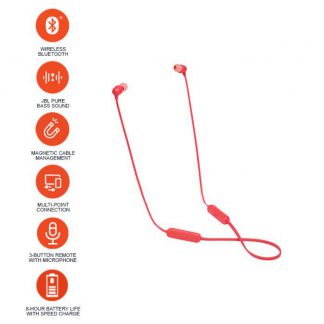 WIRELESS
BLUETOOTH
JBL PURE
BASS SOUND
MAGNETIC CABLE
MANAGEMENT
MULTI-POINT
CONNECTION
3-BUTTON REMOTE
WITH MICROPHONE
8
8-HOUR BATTERY LIFE
WITH SPEED CHARGE